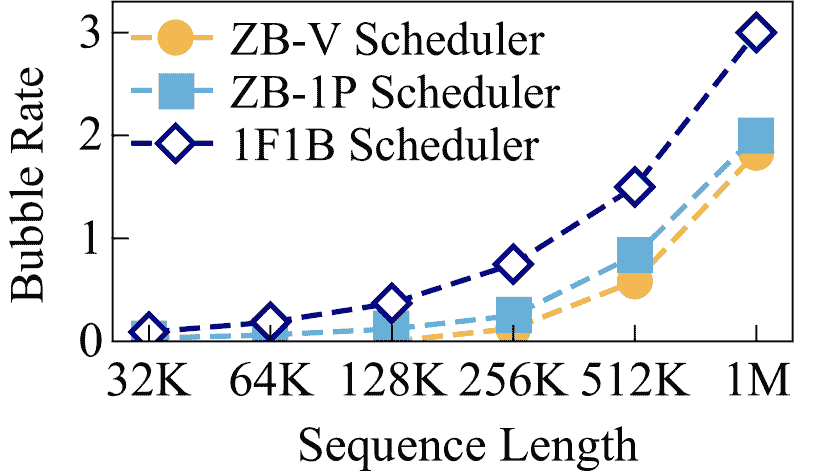 3
ZB-V Scheduler
ZB-1P Scheduler
2
1F1B Scheduler
1
0
Bubble Rate
32K 64K 128K 256K 512K 1M
Sequence Length